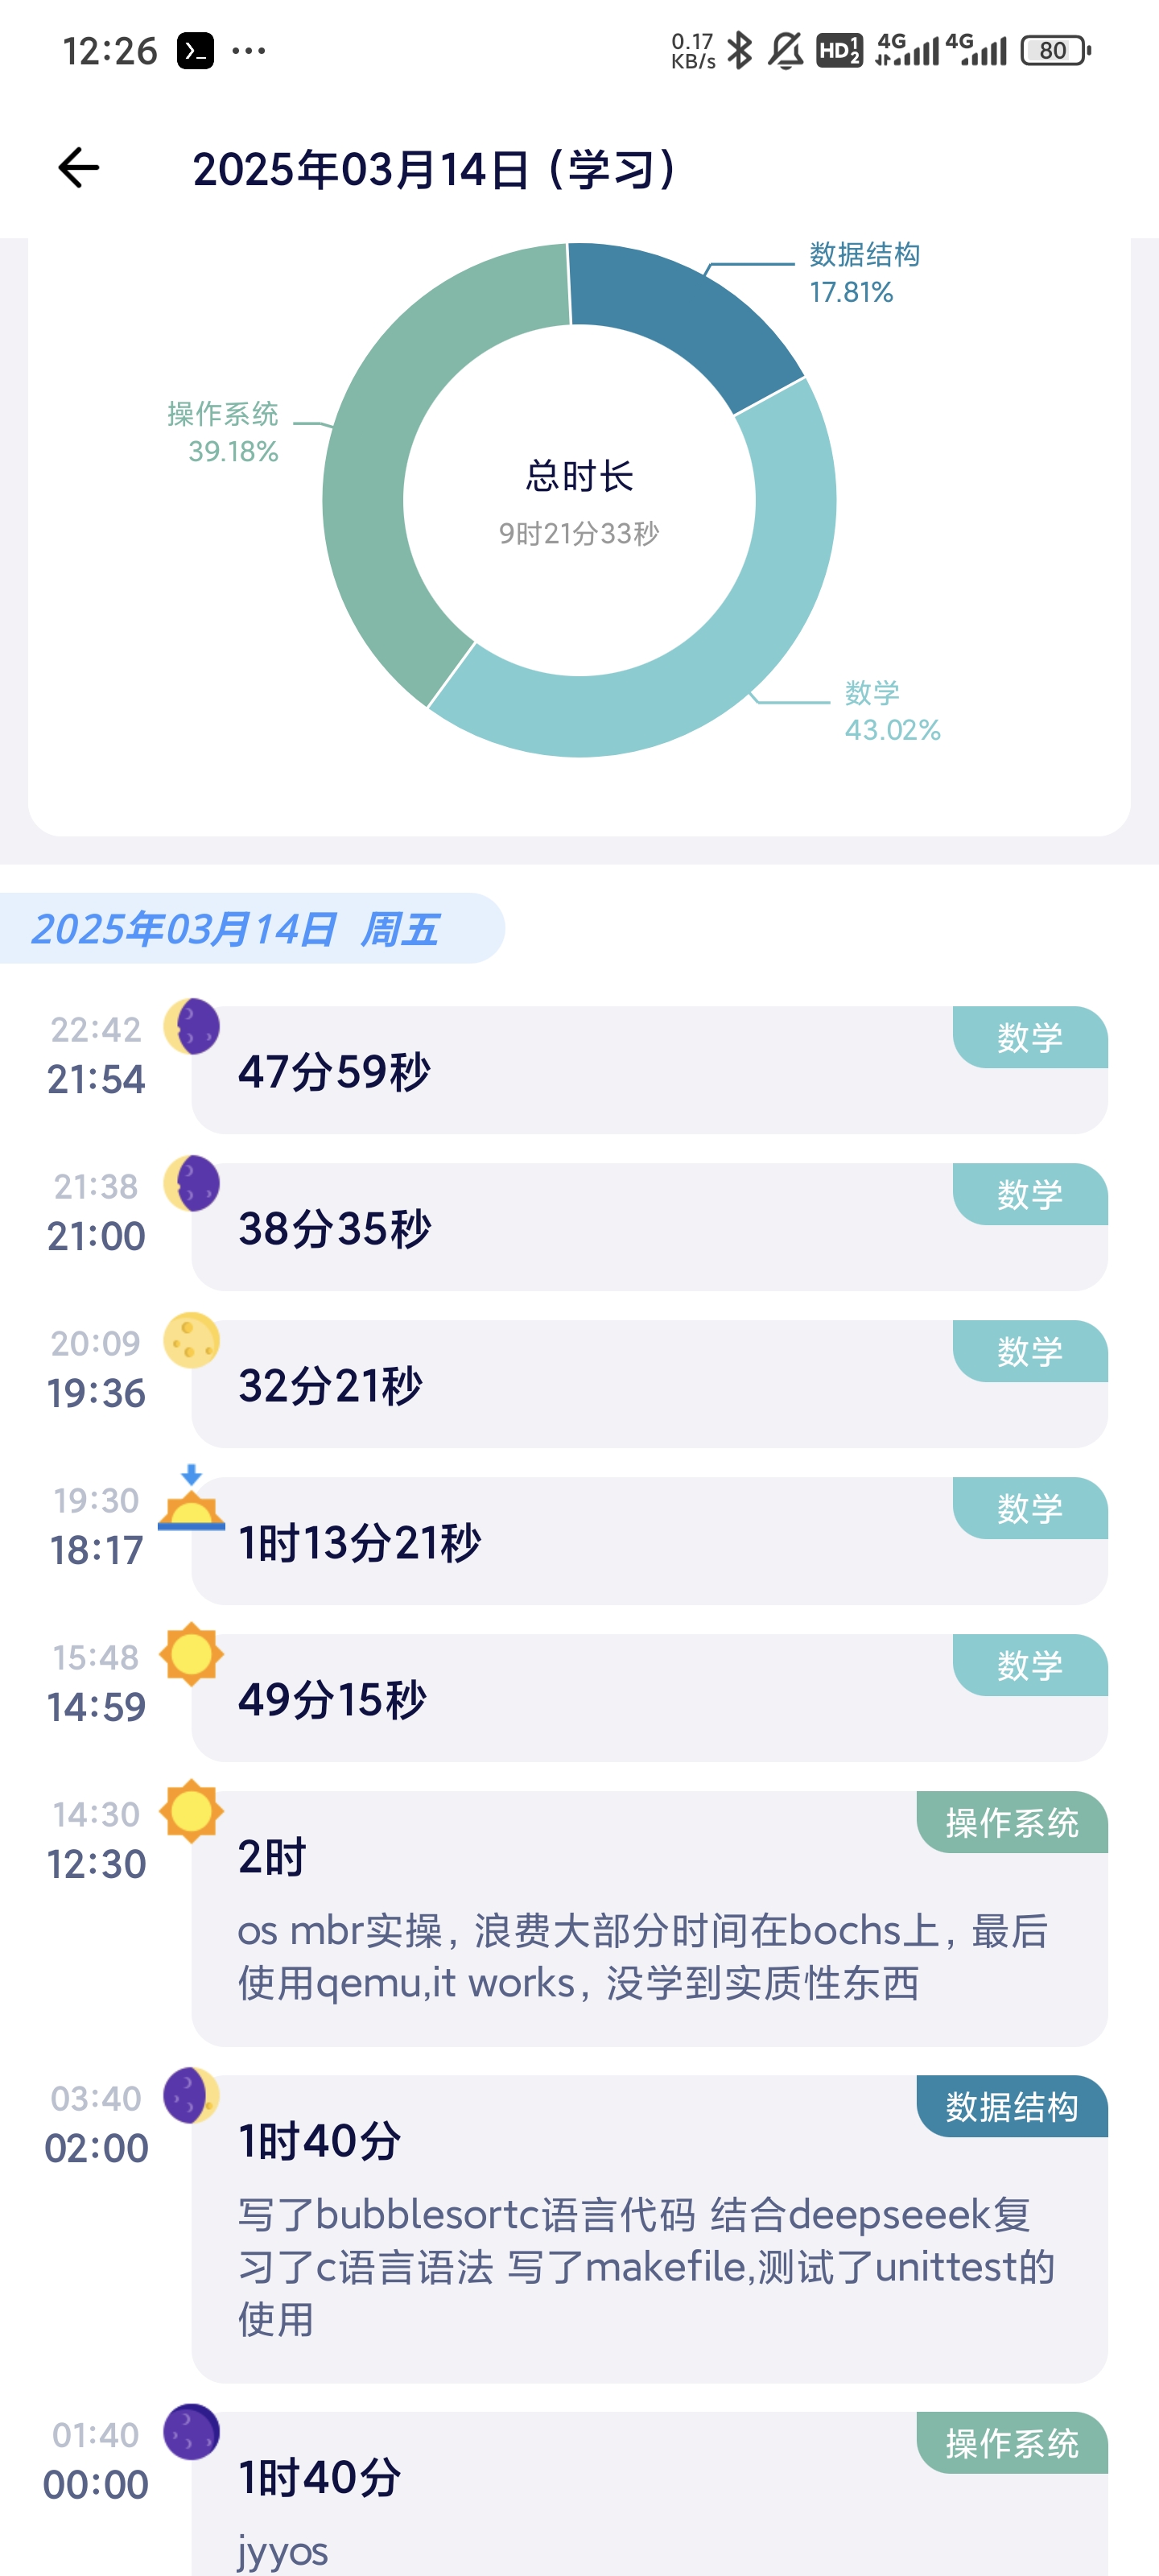 12:26
0.17
KB/s
HD 1 2
4G
4G
80
2025年03月14日（学习）
数据结构
17.81%
操作系统
39.18%
总时长
9时21分33秒
数学
43.02%
2025年03月14日 周五
22:42
数学
21:54
47分59秒
21:38
数学
21:00
38分35秒
20:09
数学
19:36
32分21秒
19:30
数学
18:17
1时13分21秒
15:48
数学
14:59
49分15秒
14:30
操作系统
12:30
2时
os mbr实操，浪费大部分时间在bochs上，最后
使用qemu,it works，没学到实质性东西
03:40
数据结构
02:00
1时40分
写了bubblesortc语言代码 结合deepseeek复
习了c语言语法 写了makefile,测试了unittest的
使用
01:40
操作系统
00:00
1时40分
jyyos